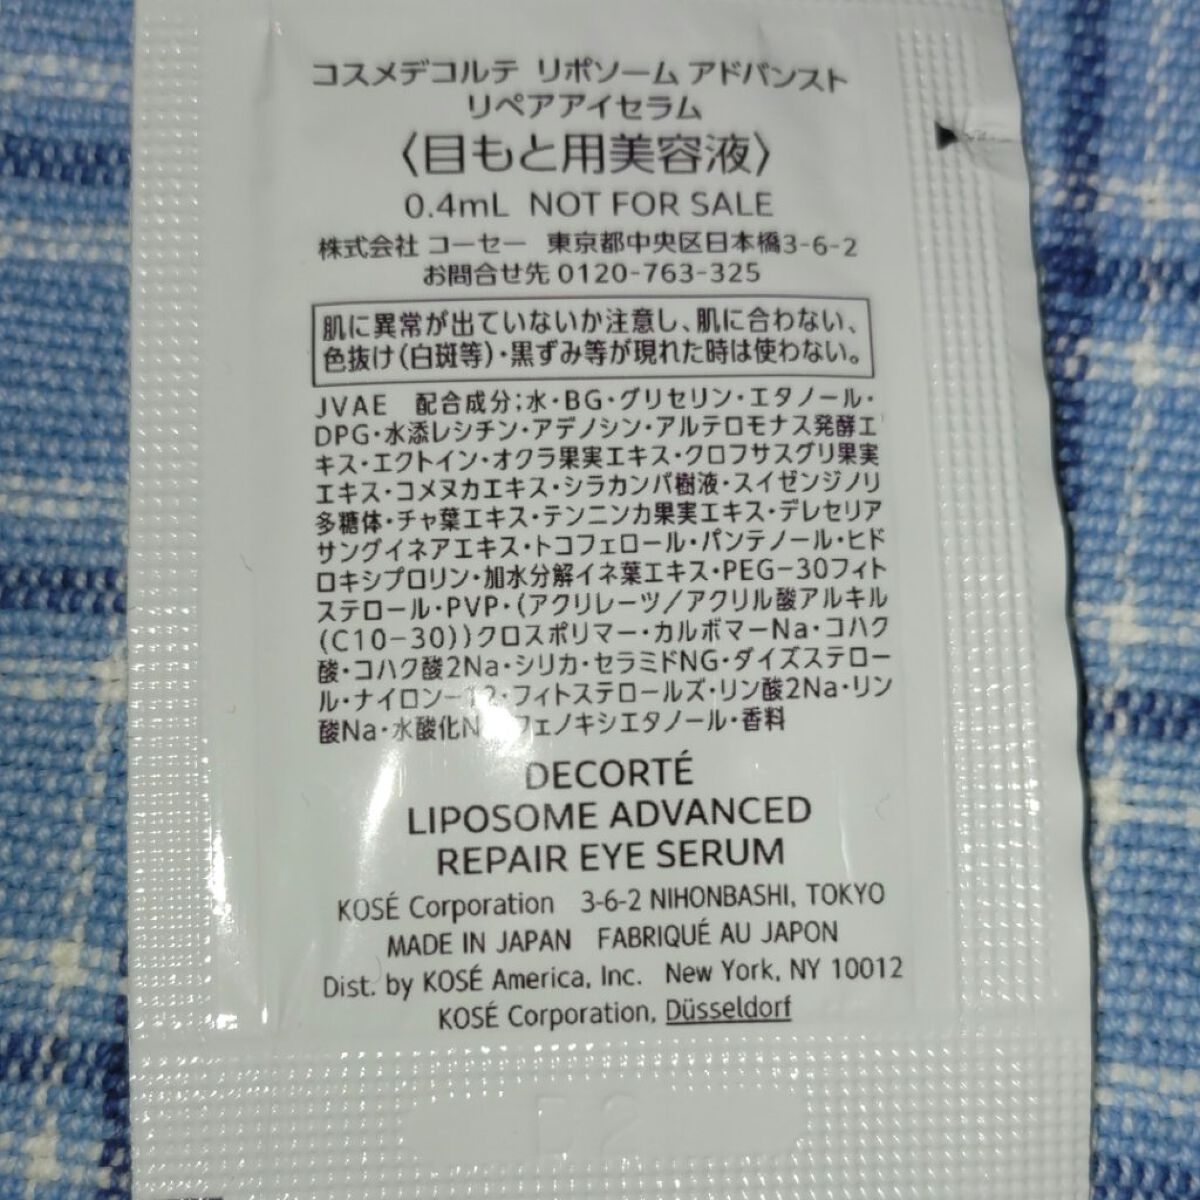 コスメデコルテ リポソーム アドバンスト
リペアアイセラム
〈目もと用美容液〉
0.4mL NOT FOR SALE
株式会社 コーセー 東京都中央区日本橋3-6-2
お問合せ先 0120-763-325
肌に異常が出ていないか注意し、肌に合わない、
色抜け(白斑等)・黒ずみ等が現れた時は使わない。
JVAE 配合成分;水・BG・グリセリン・エタノール・
DPG・水添レシチン・アデノシン・アルテロモナス発酵エ
キス・エクトイン・オクラ果実エキス・クロフサスグリ果実
エキス・コメヌカエキス・シラカンバ樹液・スイゼンジノリ
多糖体・チャ葉エキス・テンニンカ果実エキス・デレセリア
サングイネアエキス・トコフェロール・パンテノール・ヒド
ロキシプロリン・加水分解イネ葉エキス・PEG-30フィト
ステロール・PVP・(アクリレーツ/アクリル酸アルキル
(C10-30))クロスポリマー・カルボマーNa・コハク
酸・コハク酸2Na・シリカ・セラミドNG・ダイズステロー
ル・ナイロン-12・フィトステロールズ・リン酸2Na・リン
酸Na・水酸化N フェノキシエタノール・香料
DECORTÉ
LIPOSOME ADVANCED
REPAIR EYE SERUM
KOSÉ Corporation 3-6-2 NIHONBASHI, TOKYO
MADE IN JAPAN FABRIQUÉ AU JAPON
Dist. by KOSÉ America, Inc. New York, NY 10012
KOSÉ Corporation, Düsseldorf